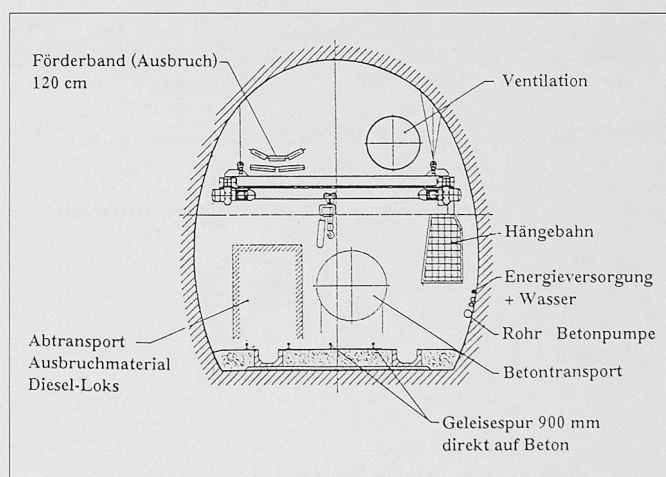 Förderband (Ausbruch)
120 cm
Ventilation
Hängebahn
Energieversorgung
+ Wasser
Rohr Betonpumpe
Abtransport
Ausbruchmaterial
Diesel-Loks
Betontransport
Geleisespur 900 mm
direkt auf Beton